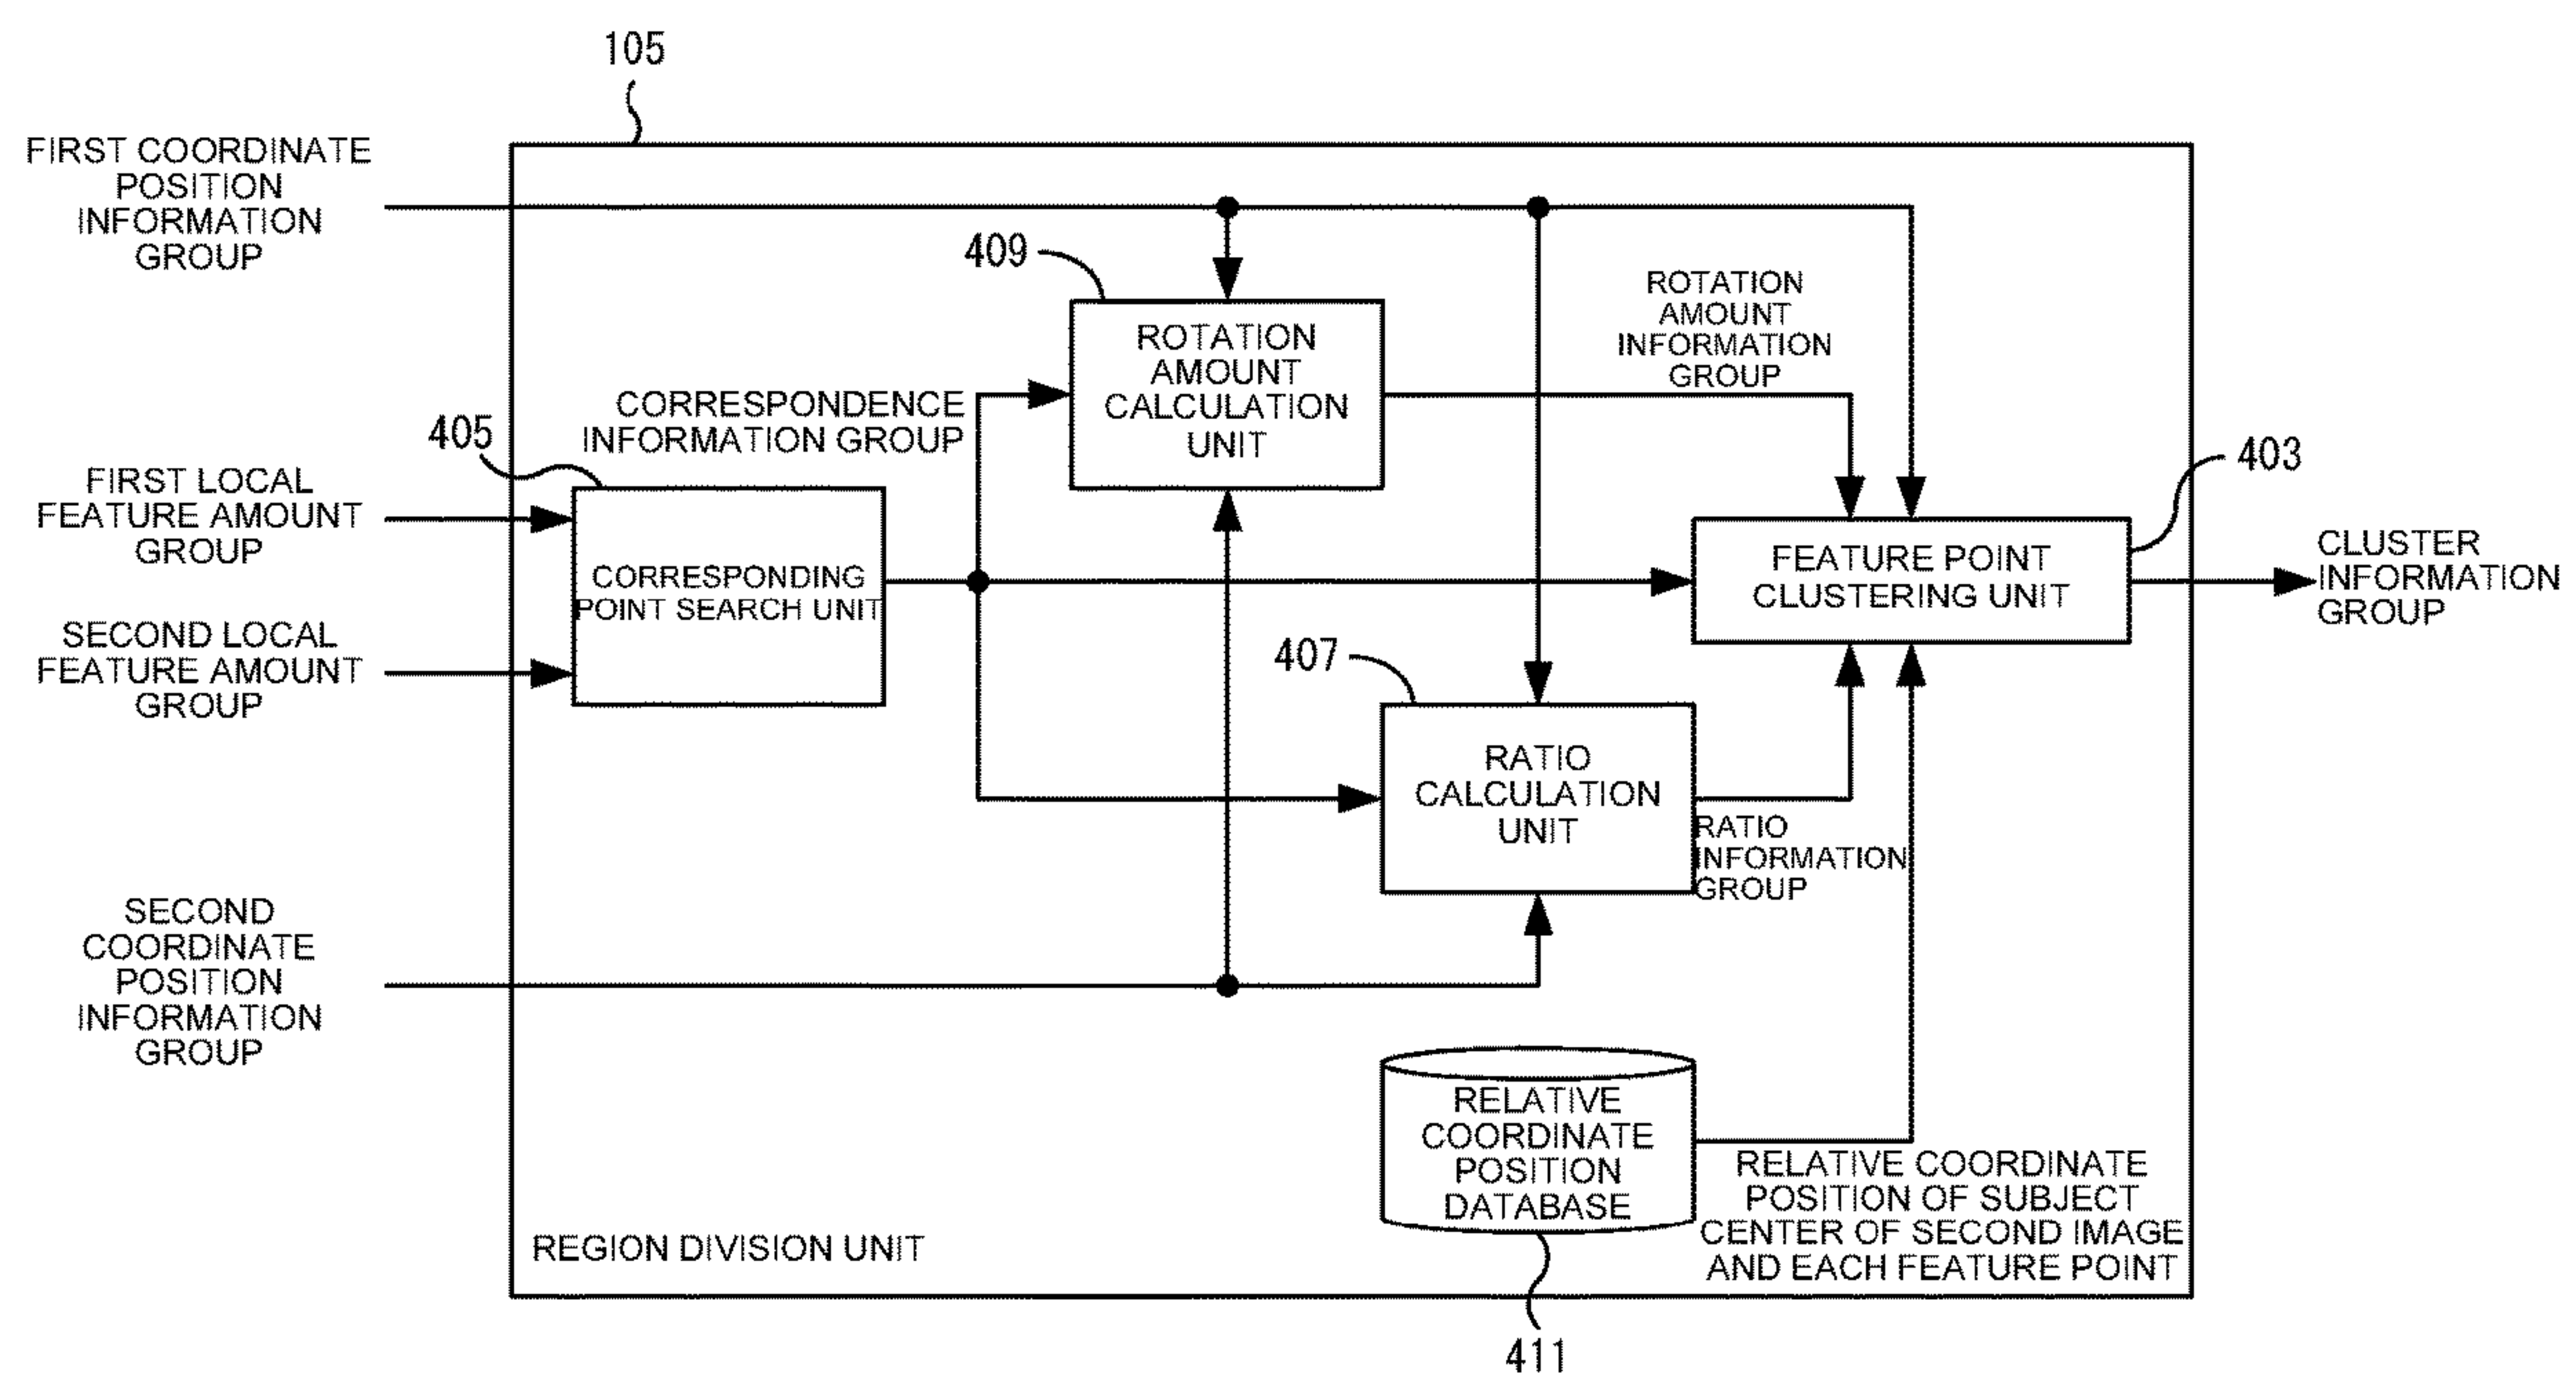 105
FIRST COORDINATE
POSITION
INFORMATION
GROUP
409
ROTATION
AMOUNT
CALCULATION
UNIT
ROTATION
AMOUNT
INFORMATION
GROUP
CORRESPONDENCE
INFORMATION GROUP
405
FIRST LOCAL
FEATURE AMOUNT
GROUP
SECOND LOCAL
FEATURE AMOUNT
GROUP
CORRESPONDING
POINT SEARCH UNIT
403
FEATURE POINT
CLUSTERING UNIT
CLUSTER
INFORMATION
GROUP
407
RATIO
CALCULATION
UNIT
RATIO
INFORMATION
GROUP
SECOND
COORDINATE
POSITION
INFORMATION
GROUP
RELATIVE
COORDINATE
POSITION
DATABASE
RELATIVE COORDINATE
POSITION OF SUBJECT
CENTER OF SECOND IMAGE
AND EACH FEATURE POINT
REGION DIVISION UNIT
411